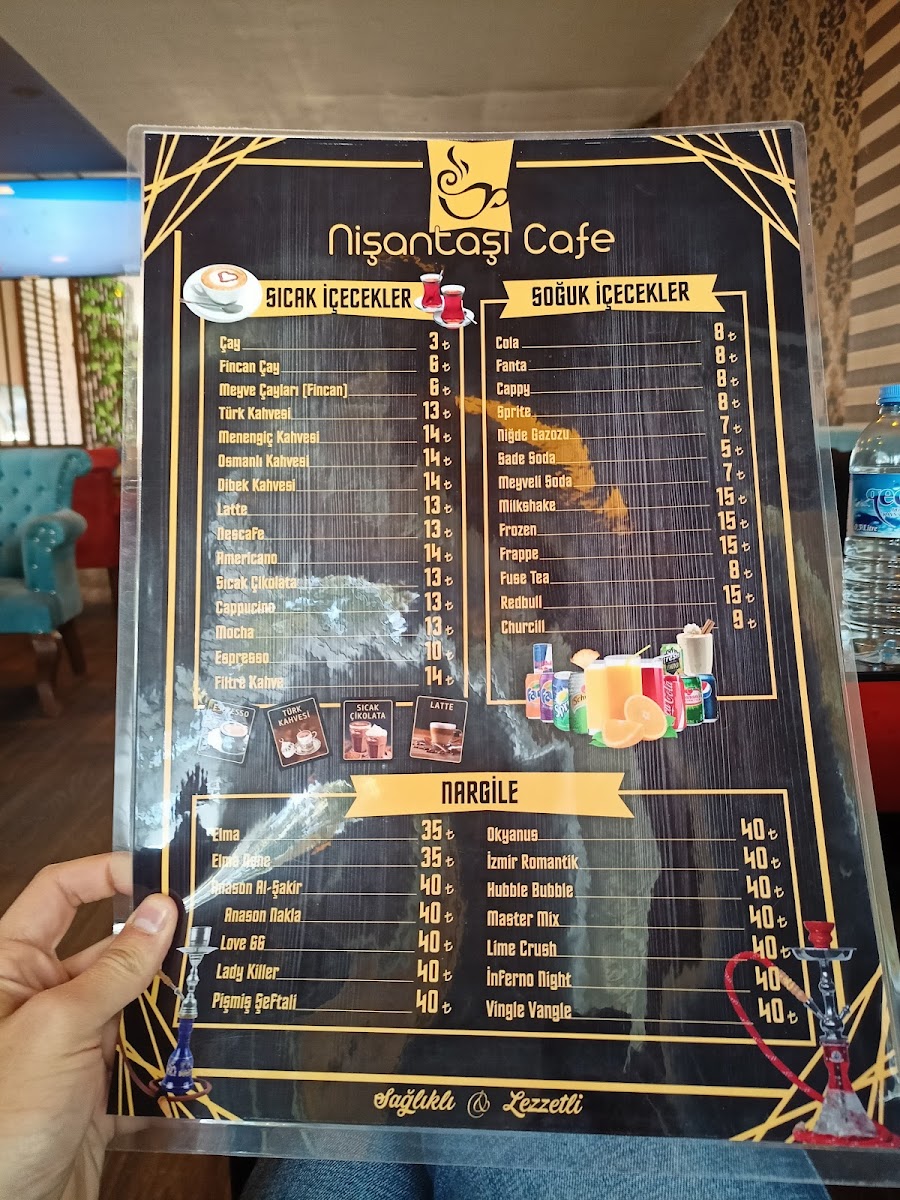 Nişantaşı Cafe
SICAK İÇECEKLER
Çay 3 ₺
Fincan Çay 6 ₺
Meyve Çayları (Fincan) 6 ₺
Türk Kahvesi 13 ₺
Menengiç Kahvesi 14 ₺
Osmanlı Kahvesi 14 ₺
Dibek Kahvesi 14 ₺
Latte 13 ₺
Nescafe 13 ₺
Americano 14 ₺
Sıcak Çikolata 13 ₺
Cappucino 13 ₺
Mocha 13 ₺
Espresso 10 ₺
Filtre Kahve 14 ₺
ESPRESSO
TÜRK
KAHVESİ
SICAK
ÇİKOLATA
LATTE
SOĞUK İÇECEKLER
Cola 8 ₺
Fanta 8 ₺
Cappy 8 ₺
Sprite 8 ₺
Niğde Gazozu 7 ₺
Sade Soda 5 ₺
Meyveli Soda 7 ₺
Milkshake 15 ₺
Frozen 15 ₺
Frappe 15 ₺
Fuse Tea 8 ₺
Redbull 15 ₺
Churcill 9 ₺
NARGİLE
Elma 35 ₺
Elma Nane 35 ₺
Anason Al-Şakir 40 ₺
Anason Nakla 40 ₺
Love 66 40 ₺
Lady Killer 40 ₺
Pişmiş Şeftali 40 ₺
Okyanus 40 ₺
İzmir Romantik 40 ₺
Hubble Bubble 40 ₺
Master Mix 40 ₺
Lime Crush 40 ₺
İnferno Night 40 ₺
Vingle Vangle 40 ₺
Sağlıklı & Lezzetli